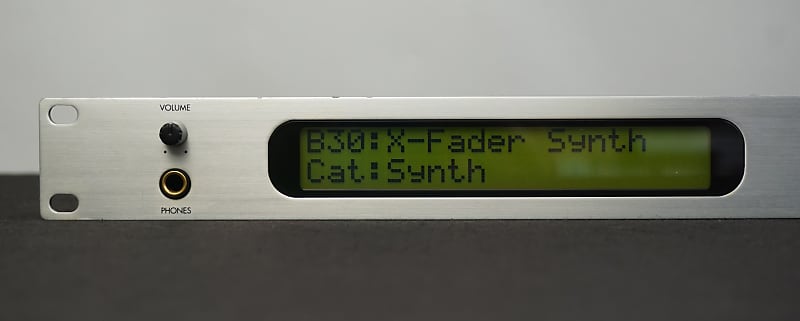 VOLUME
B30:X-Fader Synth
Cat:Synth
PHONES